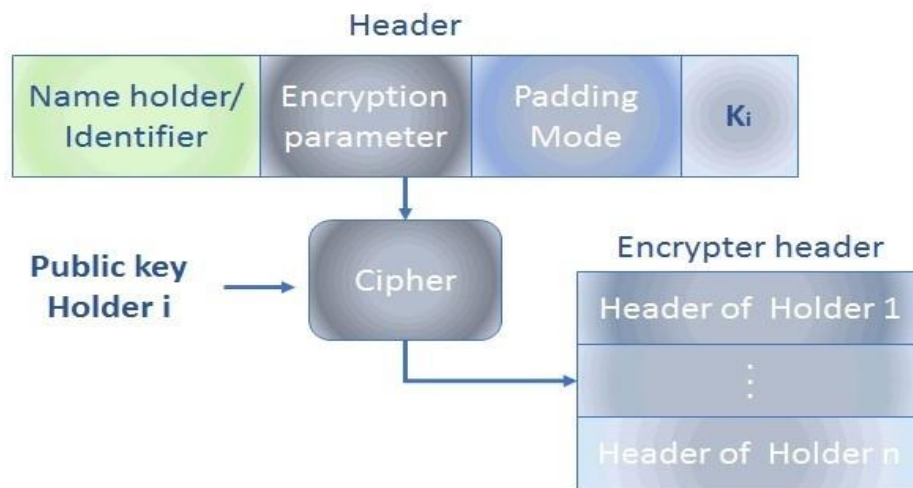 Header
Name holder/
Identifier
Encryption
parameter
Padding
Mode
Ki
Public key
Holder i
Cipher
Encrypter header
Header of Holder 1
⋮
Header of Holder n